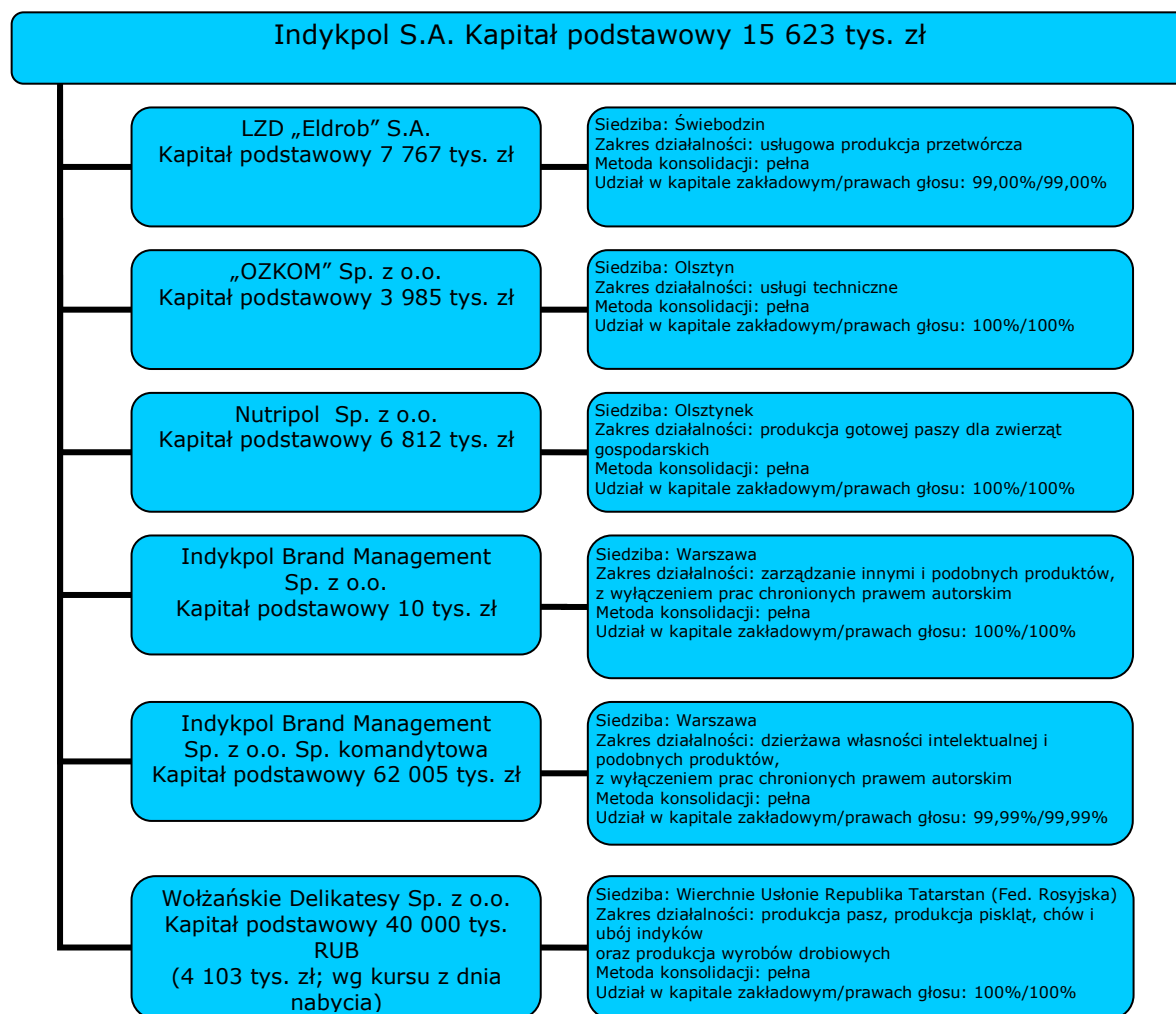 Indykpol S.A. Kapitał podstawowy 15 623 tys. zł
LZD „Eldrob” S.A.
Kapitał podstawowy 7 767 tys. zł
Siedziba: Świebodzin
Zakres działalności: usługowa produkcja przetwórcza
Metoda konsolidacji: pełna
Udział w kapitale zakładowym/prawach głosu: 99,00%/99,00%
„OZKOM” Sp. z o.o.
Kapitał podstawowy 3 985 tys. zł
Siedziba: Olsztyn
Zakres działalności: usługi techniczne
Metoda konsolidacji: pełna
Udział w kapitale zakładowym/prawach głosu: 100%/100%
Nutripol Sp. z o.o.
Kapitał podstawowy 6 812 tys. zł
Siedziba: Olsztynek
Zakres działalności: produkcja gotowej paszy dla zwierząt
gospodarskich
Metoda konsolidacji: pełna
Udział w kapitale zakładowym/prawach głosu: 100%/100%
Indykpol Brand Management
Sp. z o.o.
Kapitał podstawowy 10 tys. zł
Siedziba: Warszawa
Zakres działalności: zarządzanie innymi i podobnych produktów,
z wyłączeniem prac chronionych prawem autorskim
Metoda konsolidacji: pełna
Udział w kapitale zakładowym/prawach głosu: 100%/100%
Indykpol Brand Management
Sp. z o.o. Sp. komandytowa
Kapitał podstawowy 62 005 tys. zł
Siedziba: Warszawa
Zakres działalności: dzierżawa własności intelektualnej i
podobnych produktów,
z wyłączeniem prac chronionych prawem autorskim
Metoda konsolidacji: pełna
Udział w kapitale zakładowym/prawach głosu: 99,99%/99,99%
Wołżańskie Delikatesy Sp. z o.o.
Kapitał podstawowy 40 000 tys.
RUB
(4 103 tys. zł; wg kursu z dnia
nabycia)
Siedziba: Wierchnie Usłonie Republika Tatarstan (Fed. Rosyjska)
Zakres działalności: produkcja pasz, produkcja piskląt, chów i
ubój indyków
oraz produkcja wyrobów drobiowych
Metoda konsolidacji: pełna
Udział w kapitale zakładowym/prawach głosu: 100%/100%